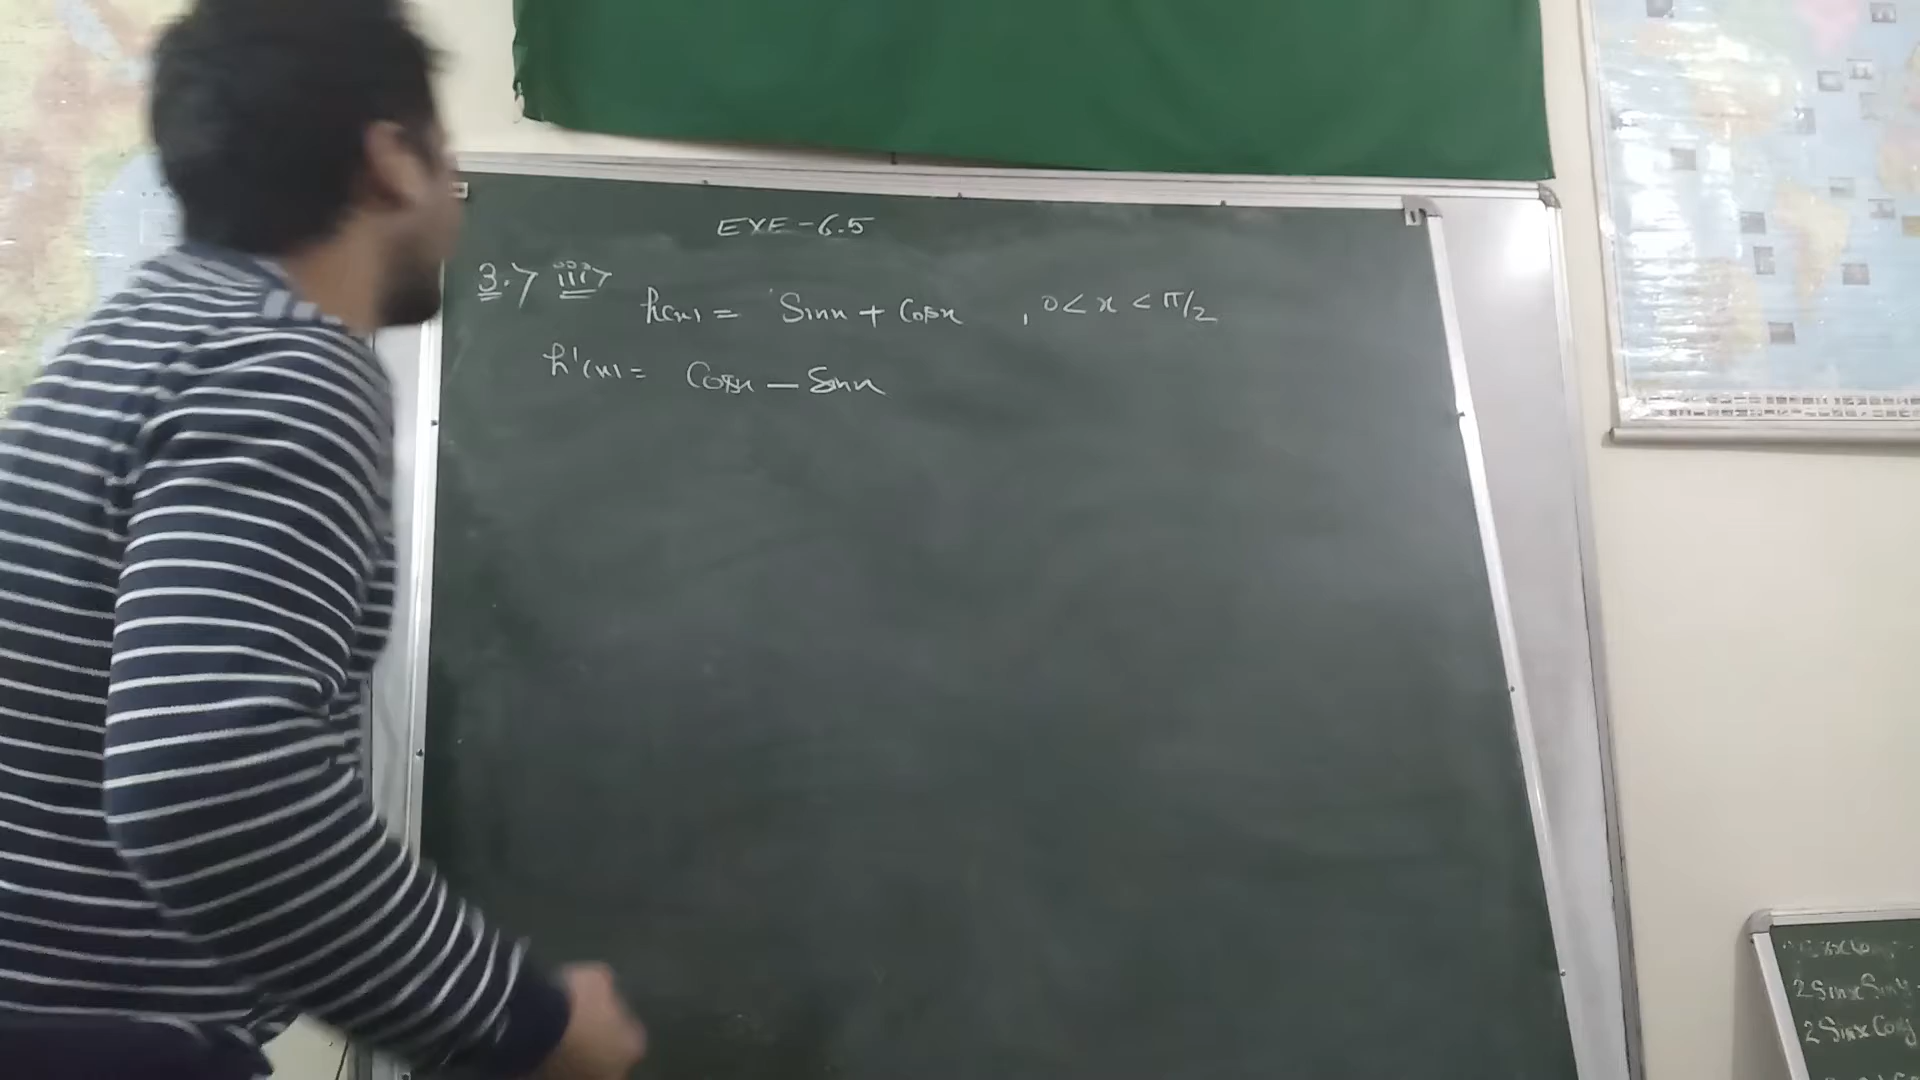 EXE - 6.5
3.> iii>
h(x) = Sinx + Cosx , 0 < x < π/2
h'(x) = Cosx — Sinx
2 Sinx Siny
2 Sinx Cosy